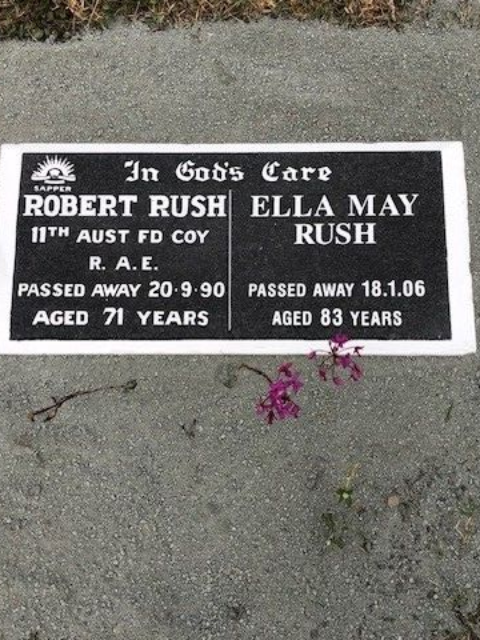 In God's Care
SAPPER
ROBERT RUSH
11TH AUST FD COY
R. A. E.
PASSED AWAY 20·9·90
AGED 71 YEARS
ELLA MAY
RUSH
PASSED AWAY 18.1.06
AGED 83 YEARS